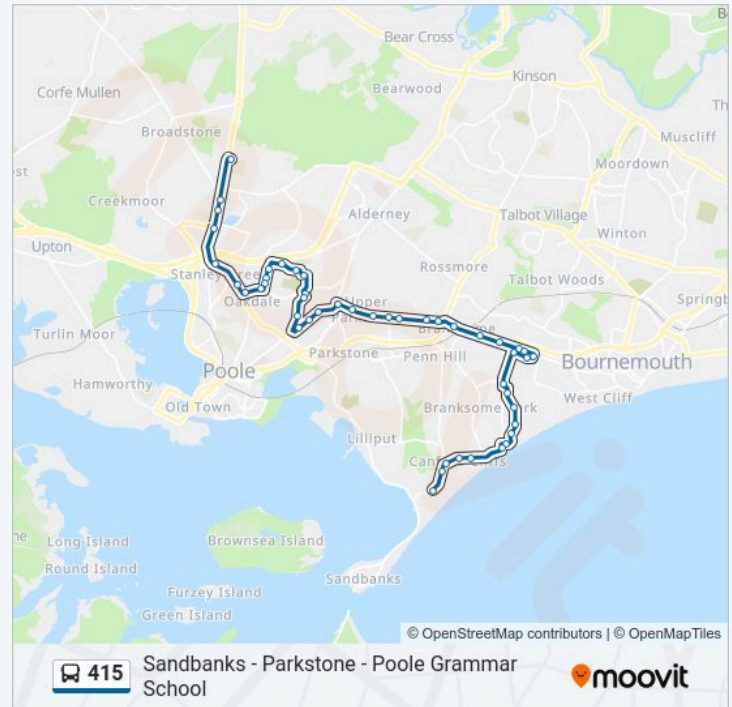 B
Bear Cross
Kinson
Corfe Mullen
Bearwood
Th
Broadstone
Muscliff
Moordown
st
Creekmoor
Alderney
Talbot Village
Winton
Upton
Stanley Green
Rossmore
Talbot Woods
Oakdale
Upper
Springb
Turlin Moor
Parkstone
Penn Hill
Bournemouth
Poole
Hamworthy
West Cliff
Old Town
Branksome Park
Lilliput
Canford Cliffs
ne
Long Island
Brownsea Island
Round Island
Sandbanks
Furzey Island
Green Island
© OpenStreetMap contributors | © OpenMapTiles
415
Sandbanks - Parkstone - Poole Grammar
School
moovit